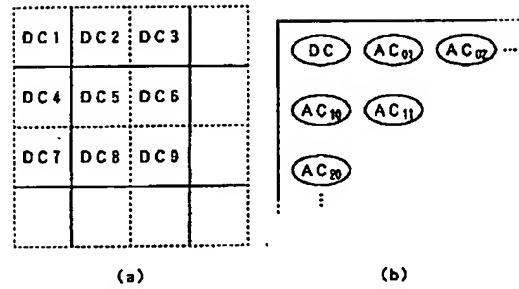 DC1 DC2 DC3
DC4 DC5 DC6
DC7 DC8 DC9
(a)
DC AC₀₁ AC₀₂ ...
AC₁₀ AC₁₁
AC₂₀
⋮
(b)